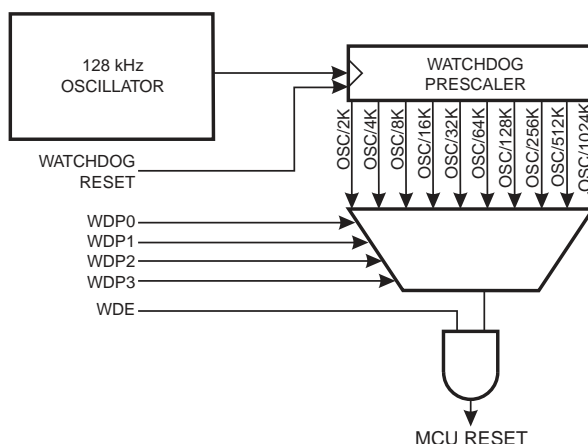 128 kHz
OSCILLATOR
WATCHDOG
PRESCALER
OSC/2K
OSC/4K
OSC/8K
OSC/16K
OSC/32K
OSC/64K
OSC/128K
OSC/256K
OSC/512K
OSC/1024K
WATCHDOG
RESET
WDP0
WDP1
WDP2
WDP3
WDE
MCU RESET